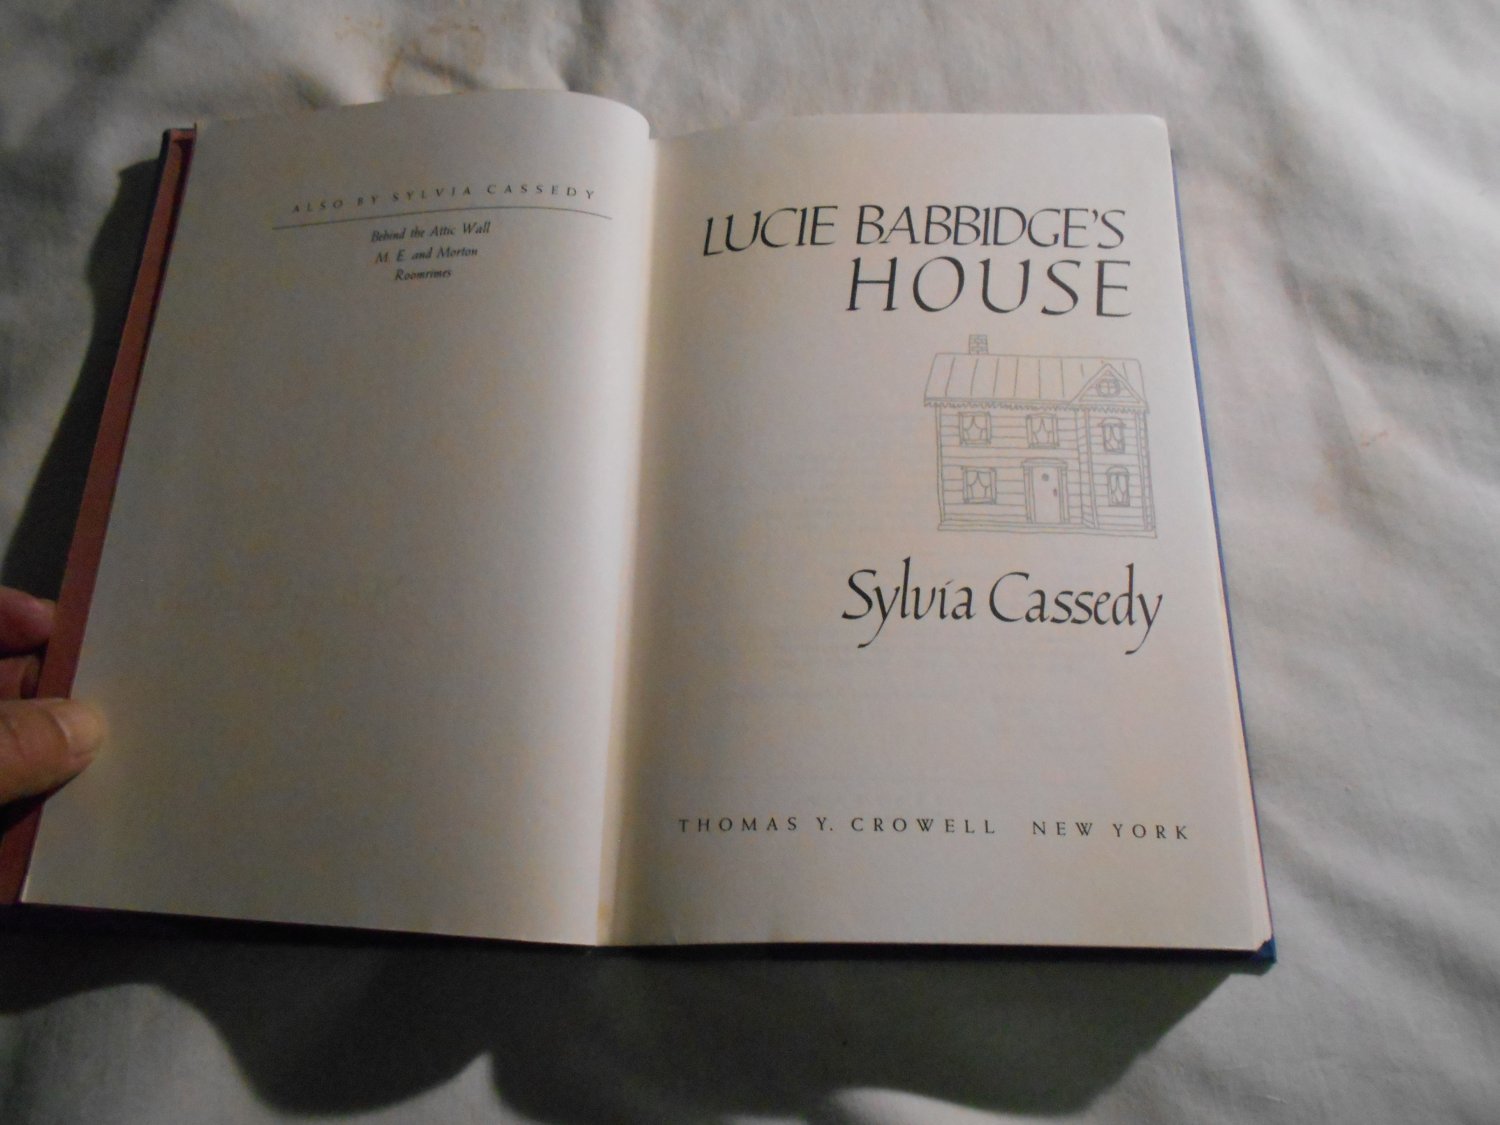 ALSO BY SYLVIA CASSEDY
Behind the Attic Wall
M. E. and Morton
Roomrimes
LUCIE BABBIDGE'S
HOUSE
Sylvia Cassedy
THOMAS Y. CROWELL NEW YORK